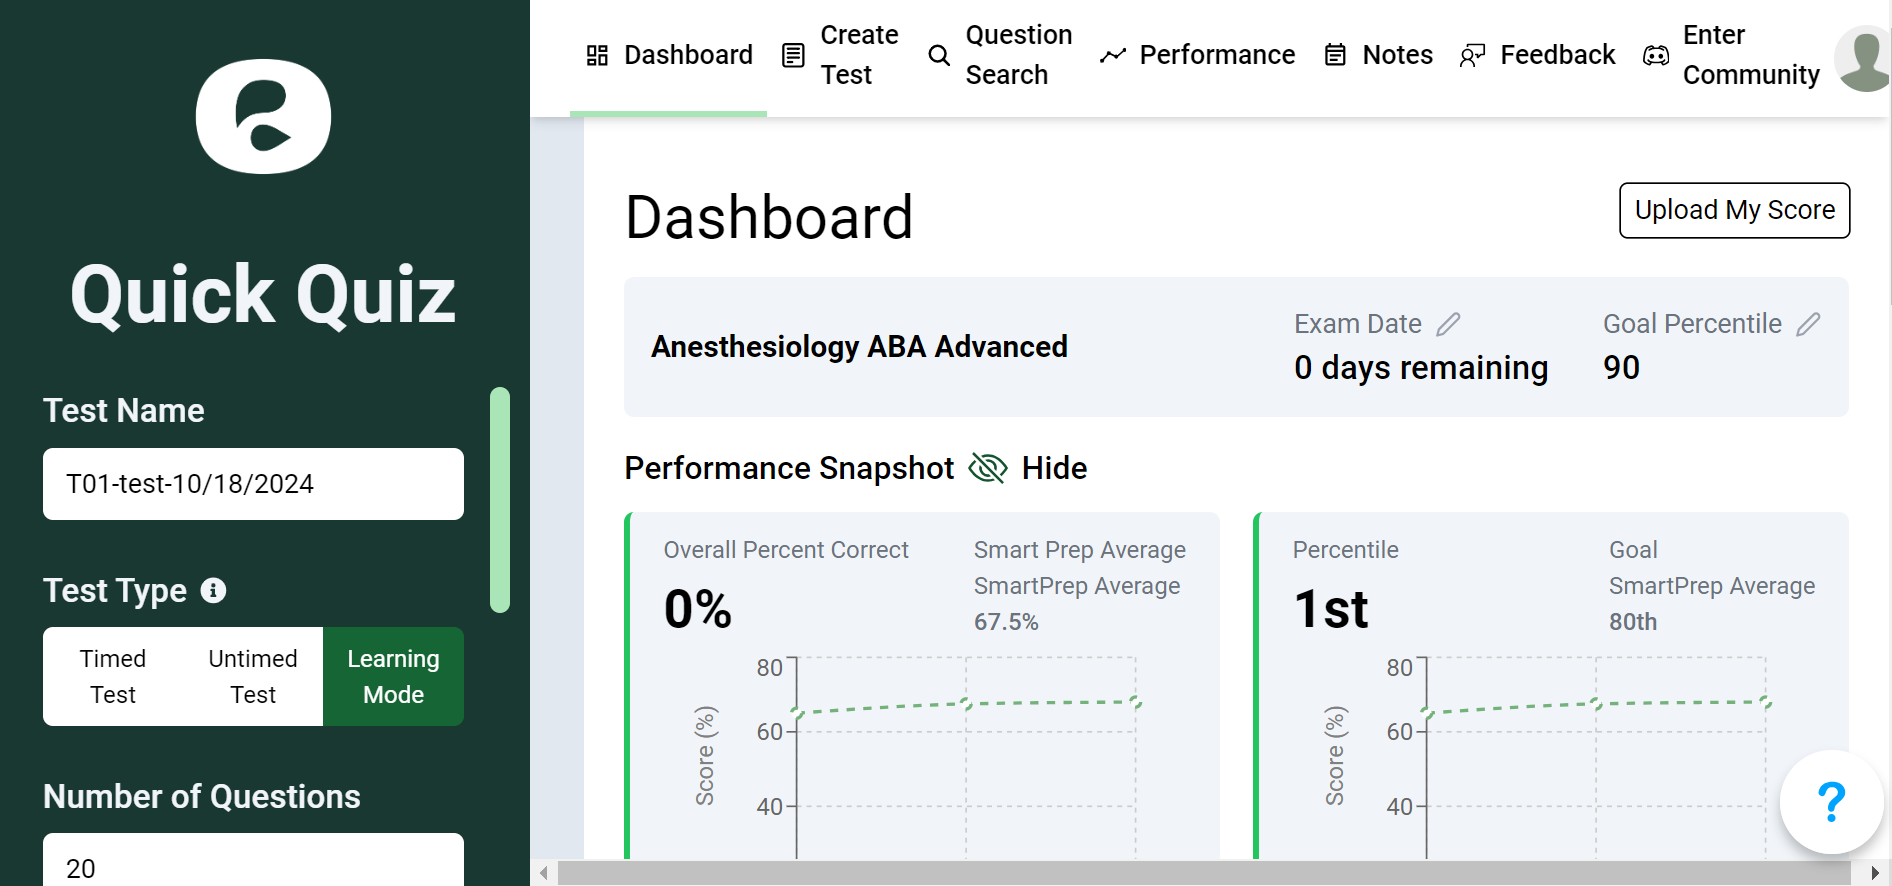 Quick Quiz
Test Name
T01-test-10/18/2024
Test Type
Timed
Test
Untimed
Test
Learning
Mode
Number of Questions
20
Dashboard
Create
Test
Question
Search
Performance
Notes
Feedback
Enter
Community
Dashboard
Upload My Score
Anesthesiology ABA Advanced
Exam Date
0 days remaining
Goal Percentile
90
Performance Snapshot Hide
Overall Percent Correct
0%
Smart Prep Average
SmartPrep Average
67.5%
80
60
40
Score (%)
Percentile
1st
Goal
SmartPrep Average
80th
80
60
40
Score (%)
?